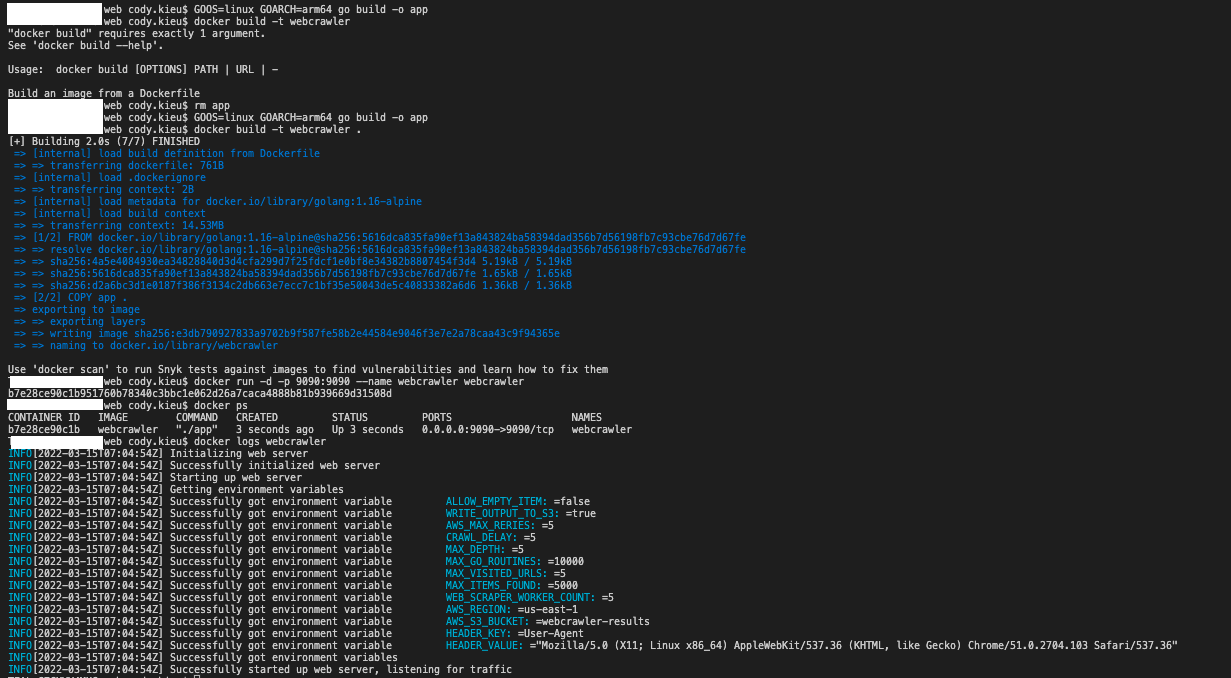 web cody.kieu$ GOOS=linux GOARCH=arm64 go build -o app
web cody.kieu$ docker build -t webcrawler
"docker build" requires exactly 1 argument.
See 'docker build --help'.
Usage:  docker build [OPTIONS] PATH | URL | -
Build an image from a Dockerfile
web cody.kieu$ rm app
web cody.kieu$ GOOS=linux GOARCH=arm64 go build -o app
web cody.kieu$ docker build -t webcrawler .
[+] Building 2.0s (7/7) FINISHED
=> [internal] load build definition from Dockerfile
=> => transferring dockerfile: 761B
=> [internal] load .dockerignore
=> => transferring context: 2B
=> [internal] load metadata for docker.io/library/golang:1.16-alpine
=> [internal] load build context
=> => transferring context: 14.53MB
=> [1/2] FROM docker.io/library/golang:1.16-alpine@sha256:5616dca835fa90ef13a843824ba58394dad356b7d56198fb7c93cbe76d7d67fe
=> => resolve docker.io/library/golang:1.16-alpine@sha256:5616dca835fa90ef13a843824ba58394dad356b7d56198fb7c93cbe76d7d67fe
=> => sha256:4a5e4084930ea34828840d3d4cfa299d7f25fdcf1e0bf8e34382b8807454f3d4 5.19kB / 5.19kB
=> => sha256:5616dca835fa90ef13a843824ba58394dad356b7d56198fb7c93cbe76d7d67fe 1.65kB / 1.65kB
=> => sha256:d2a6bc3d1e0187f386f3134c2db663e7ecc7c1bf35e50043de5c40833382a6d6 1.36kB / 1.36kB
=> [2/2] COPY app .
=> exporting to image
=> => exporting layers
=> => writing image sha256:e3db790927833a9702b9f587fe58b2e44584e9046f3e7e2a78caa43c9f94365e
=> => naming to docker.io/library/webcrawler
Use 'docker scan' to run Snyk tests against images to find vulnerabilities and learn how to fix them
web cody.kieu$ docker run -d -p 9090:9090 --name webcrawler webcrawler
b7e28ce90c1b951760b78340c3bbc1e062d26a7caca4888b81b939669d31508d
web cody.kieu$ docker ps
CONTAINER ID   IMAGE        COMMAND   CREATED         STATUS         PORTS                    NAMES
b7e28ce90c1b   webcrawler   "./app"   3 seconds ago   Up 3 seconds   0.0.0.0:9090->9090/tcp   webcrawler
web cody.kieu$ docker logs webcrawler
INFO[2022-03-15T07:04:54Z] Initializing web server
INFO[2022-03-15T07:04:54Z] Successfully initialized web server
INFO[2022-03-15T07:04:54Z] Starting up web server
INFO[2022-03-15T07:04:54Z] Getting environment variables
INFO[2022-03-15T07:04:54Z] Successfully got environment variable         ALLOW_EMPTY_ITEM: =false
INFO[2022-03-15T07:04:54Z] Successfully got environment variable         WRITE_OUTPUT_TO_S3: =true
INFO[2022-03-15T07:04:54Z] Successfully got environment variable         AWS_MAX_RERIES: =5
INFO[2022-03-15T07:04:54Z] Successfully got environment variable         CRAWL_DELAY: =5
INFO[2022-03-15T07:04:54Z] Successfully got environment variable         MAX_DEPTH: =5
INFO[2022-03-15T07:04:54Z] Successfully got environment variable         MAX_GO_ROUTINES: =10000
INFO[2022-03-15T07:04:54Z] Successfully got environment variable         MAX_VISITED_URLS: =5
INFO[2022-03-15T07:04:54Z] Successfully got environment variable         MAX_ITEMS_FOUND: =5000
INFO[2022-03-15T07:04:54Z] Successfully got environment variable         WEB_SCRAPER_WORKER_COUNT: =5
INFO[2022-03-15T07:04:54Z] Successfully got environment variable         AWS_REGION: =us-east-1
INFO[2022-03-15T07:04:54Z] Successfully got environment variable         AWS_S3_BUCKET: =webcrawler-results
INFO[2022-03-15T07:04:54Z] Successfully got environment variable         HEADER_KEY: =User-Agent
INFO[2022-03-15T07:04:54Z] Successfully got environment variable         HEADER_VALUE: ="Mozilla/5.0 (X11; Linux x86_64) AppleWebKit/537.36 (KHTML, like Gecko) Chrome/51.0.2704.103 Safari/537.36"
INFO[2022-03-15T07:04:54Z] Successfully got environment variables
INFO[2022-03-15T07:04:54Z] Successfully started up web server, listening for traffic